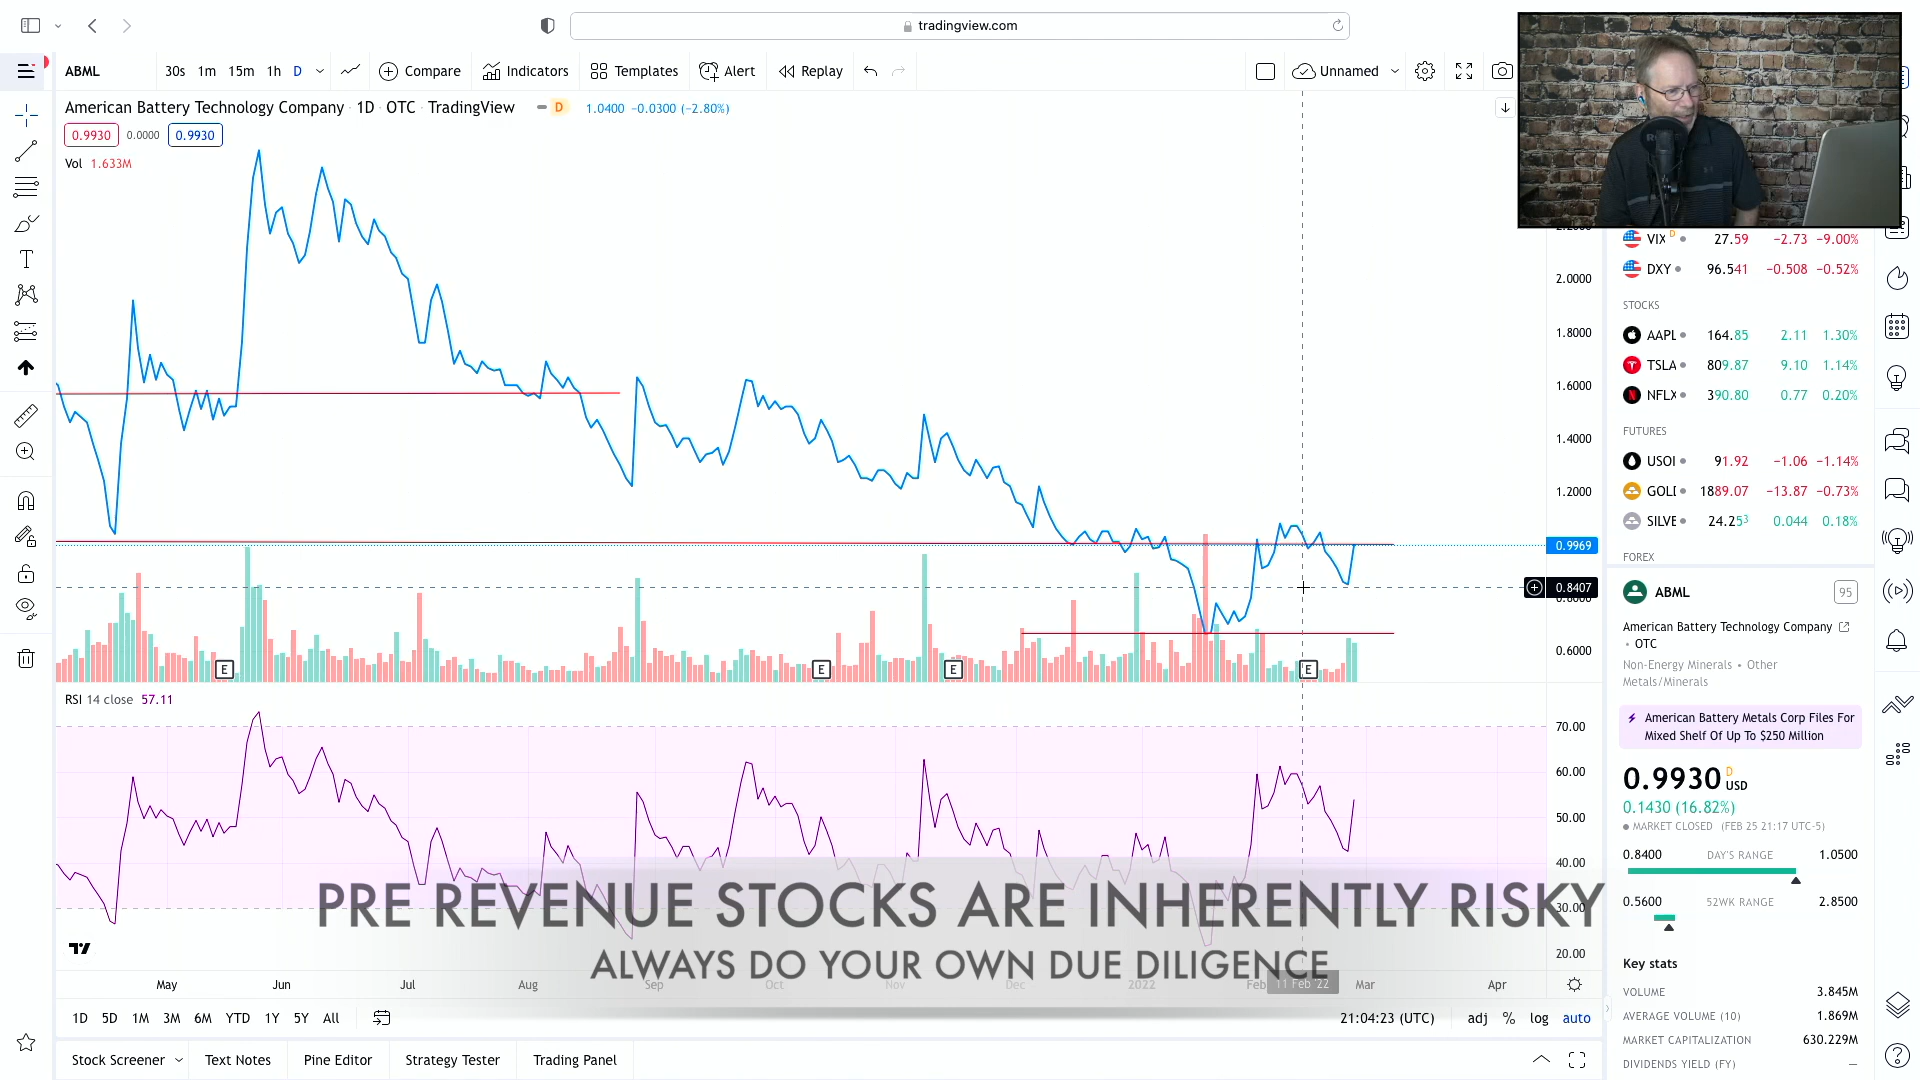 tradingview.com
ABML
30s 1m 15m 1h D
Compare
Indicators
Templates
Alert
Replay
Unnamed
American Battery Technology Company · 1D · OTC · TradingView
D
1.0400 −0.0300 (−2.80%)
0.9930 0.0000 0.9930
Vol 1.633M
2.0000
1.8000
1.6000
1.4000
1.2000
0.9969
0.8407
0.6000
E
E
E
E
RSI 14 close 57.11
70.00
60.00
50.00
40.00
30.00
20.00
PRE REVENUE STOCKS ARE INHERENTLY RISKY
ALWAYS DO YOUR OWN DUE DILIGENCE
May Jun Jul Aug Sep Oct Nov Dec 2022 Feb 11 Feb '22 Mar Apr
1D 5D 1M 3M 6M YTD 1Y 5Y All
21:04:23 (UTC) adj % log auto
Stock Screener Text Notes Pine Editor Strategy Tester Trading Panel
VIX D 27.59 −2.73 −9.00%
DXY 96.541 −0.508 −0.52%
STOCKS
AAPL 164.85 2.11 1.30%
TSLA 809.87 9.10 1.14%
NFLX 390.80 0.77 0.20%
FUTURES
USOI 91.92 −1.06 −1.14%
GOLD 1889.07 −13.87 −0.73%
SILVE 24.253 0.044 0.18%
FOREX
ABML 95
American Battery Technology Company
• OTC
Non-Energy Minerals • Other
Metals/Minerals
American Battery Metals Corp Files For
Mixed Shelf Of Up To $250 Million
0.9930 D USD
0.1430 (16.82%)
MARKET CLOSED (FEB 25 21:17 UTC-5)
0.8400 DAY'S RANGE 1.0500
0.5600 52WK RANGE 2.8500
Key stats
VOLUME 3.845M
AVERAGE VOLUME (10) 1.869M
MARKET CAPITALIZATION 630.229M
DIVIDENDS YIELD (FY) —